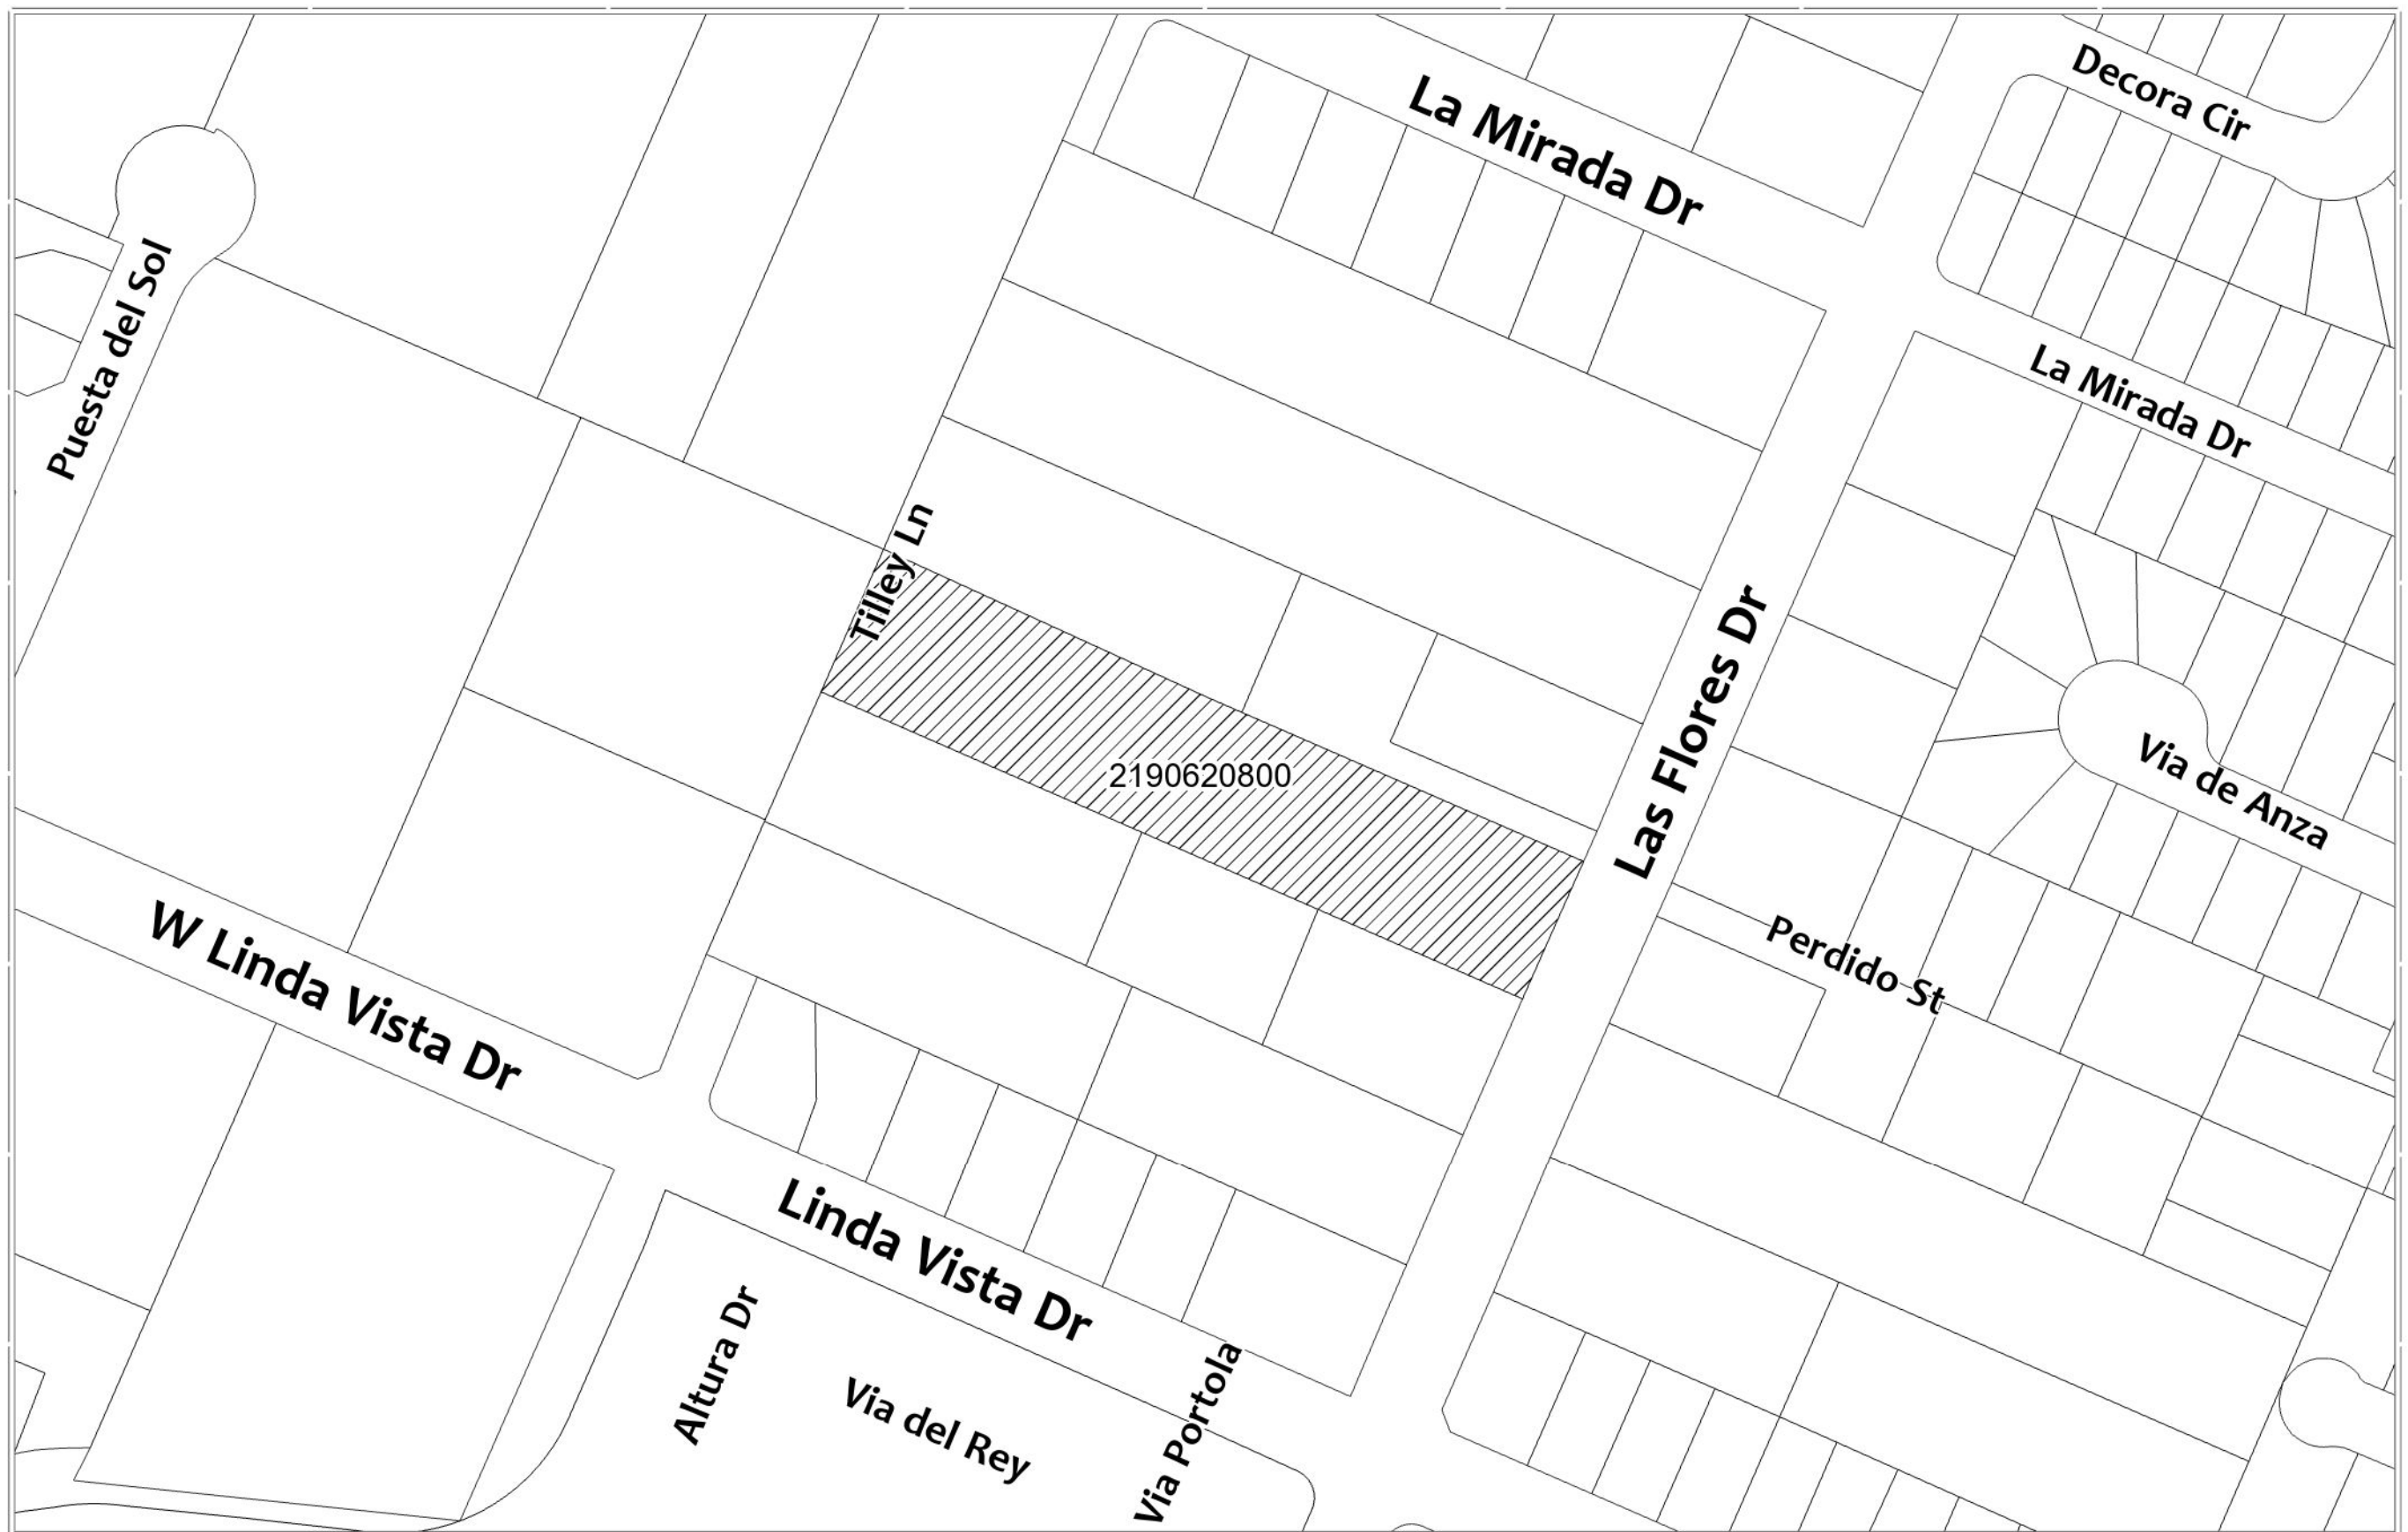 Decora Cir
La Mirada Dr
Puesta del Sol
La Mirada Dr
Tilley Ln
Las Flores Dr
2190620800
Via de Anza
W Linda Vista Dr
Perdido St
Linda Vista Dr
Altura Dr
Via del Rey
Via Portola